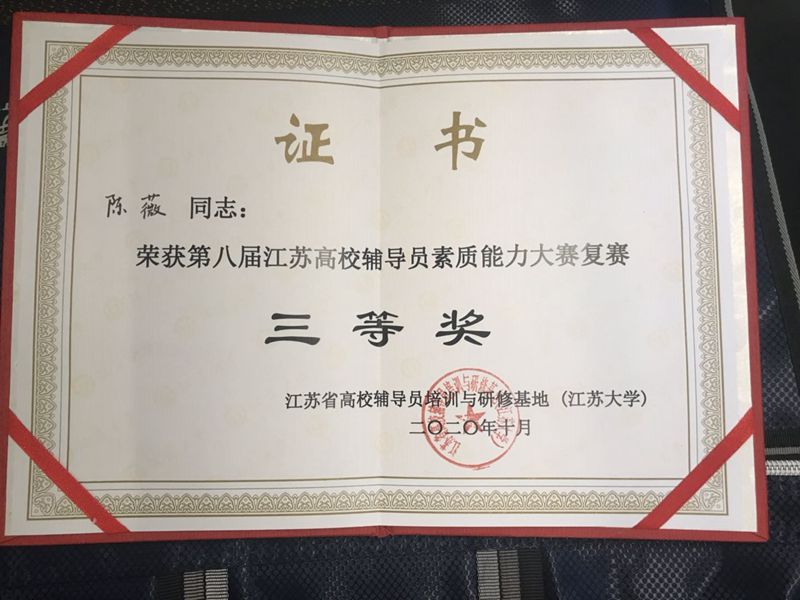 证书
陈薇 同志：
荣获第八届江苏高校辅导员素质能力大赛复赛
三等奖
江苏省高校辅导员培训与研修基地（江苏大学）
二〇二〇年十月